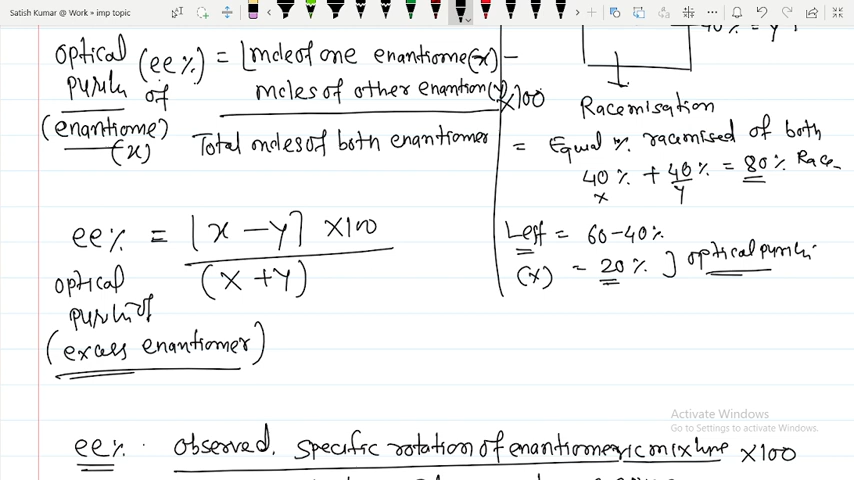 Satish Kumar @ Work » imp topic
optical (ee%) = [mole of one enantiome(x) –
purity of moles of other enantiom(y) ×100
(enantiome) Total moles of both enantiomer
(x)
ee% = [x – y] ×100
(x + y)
optical
purity of
(excess enantiomer)
40% = y
Racemisation
= Equal % racemised of both
40% + 40% = 80% Race
x y
Left = 60 – 40%
(x) = 20% ] optical purity
Activate Windows
Go to Settings to activate Windows.
ee% observed specific rotation of enantiomeric mixture ×100